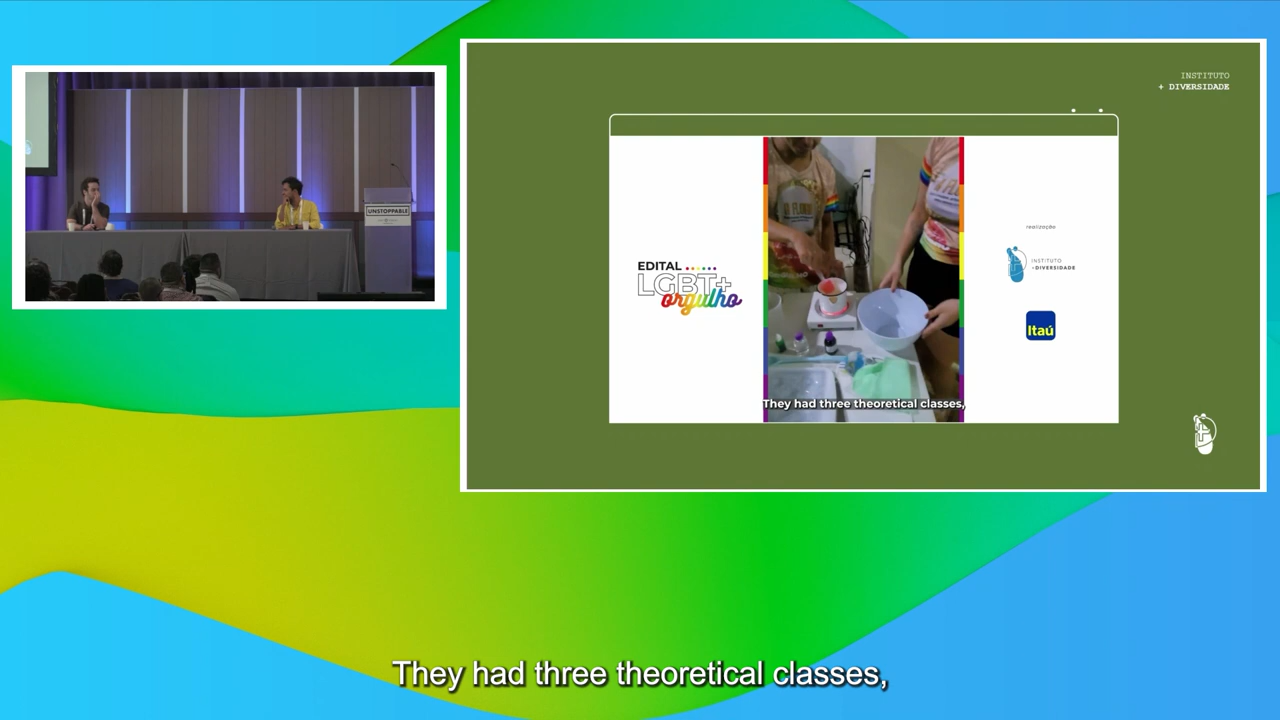 UNSTOPPABLE
INSTITUTO
+ DIVERSIDADE
EDITAL
LGBT+
orgulho
They had three theoretical classes,
realização
INSTITUTO
+DIVERSIDADE
Itaú
They had three theoretical classes,